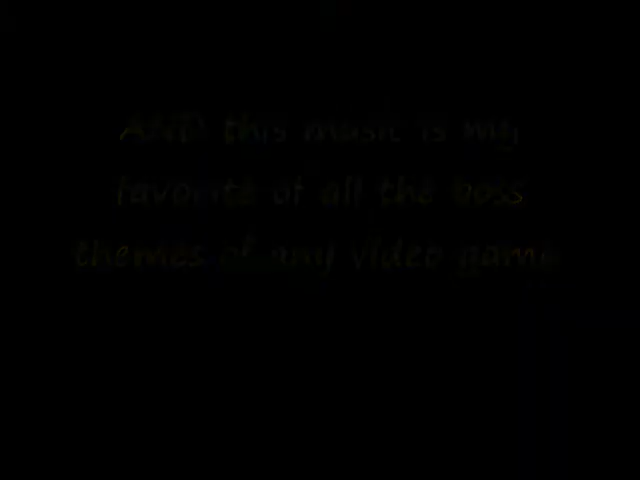 AND this music is my
favorite of all the boss
themes of any video game